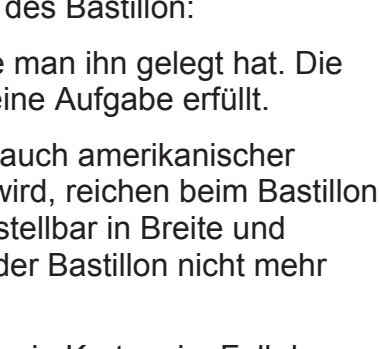 des Bastillon:
man ihn gelegt hat. Die
eine Aufgabe erfüllt.
auch amerikanischer
wird, reichen beim Bastillon
stellbar in Breite und
der Bastillon nicht mehr